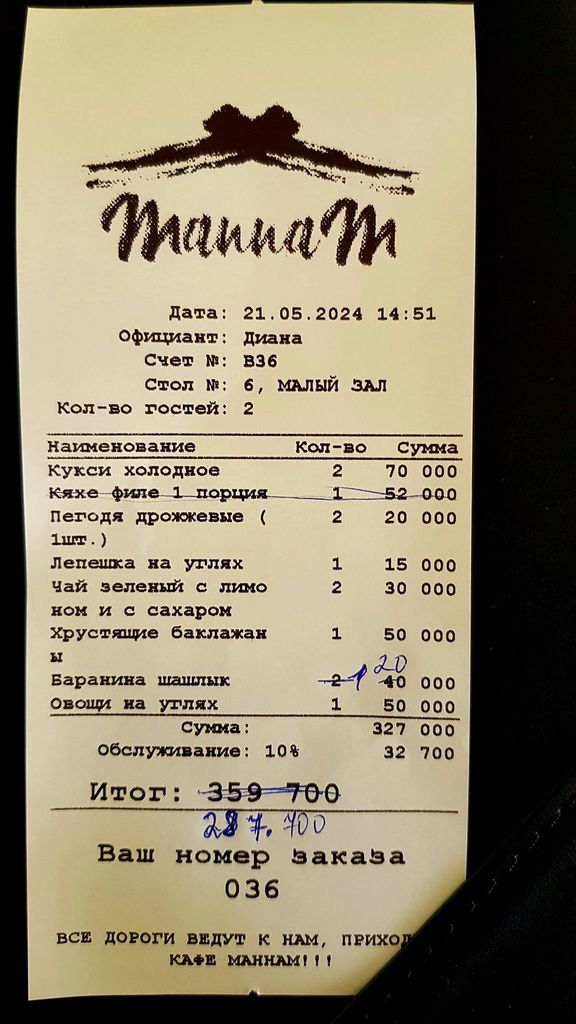 MannaM
Дата: 21.05.2024 14:51
Официант: Диана
Счет №: B36
Стол №: 6, МАЛЫЙ ЗАЛ
Кол-во гостей: 2
Наименование Кол-во Сумма
Кукси холодное 2 70 000
Кяхе филе 1 порция 1 52 000
Пегодя дрожжевые ( 2 20 000
1шт.)
Лепешка на углях 1 15 000
Чай зеленый с лимо 2 30 000
ном и с сахаром
Хрустящие баклажан 1 50 000
ы
20
Баранина шашлык 2 1 40 000
Овощи на углях 1 50 000
Сумма: 327 000
Обслуживание: 10% 32 700
Итог: 359 700
287.700
Ваш номер заказа
036
ВСЕ ДОРОГИ ВЕДУТ К НАМ, ПРИХОД
КАФЕ МАННАМ!!!